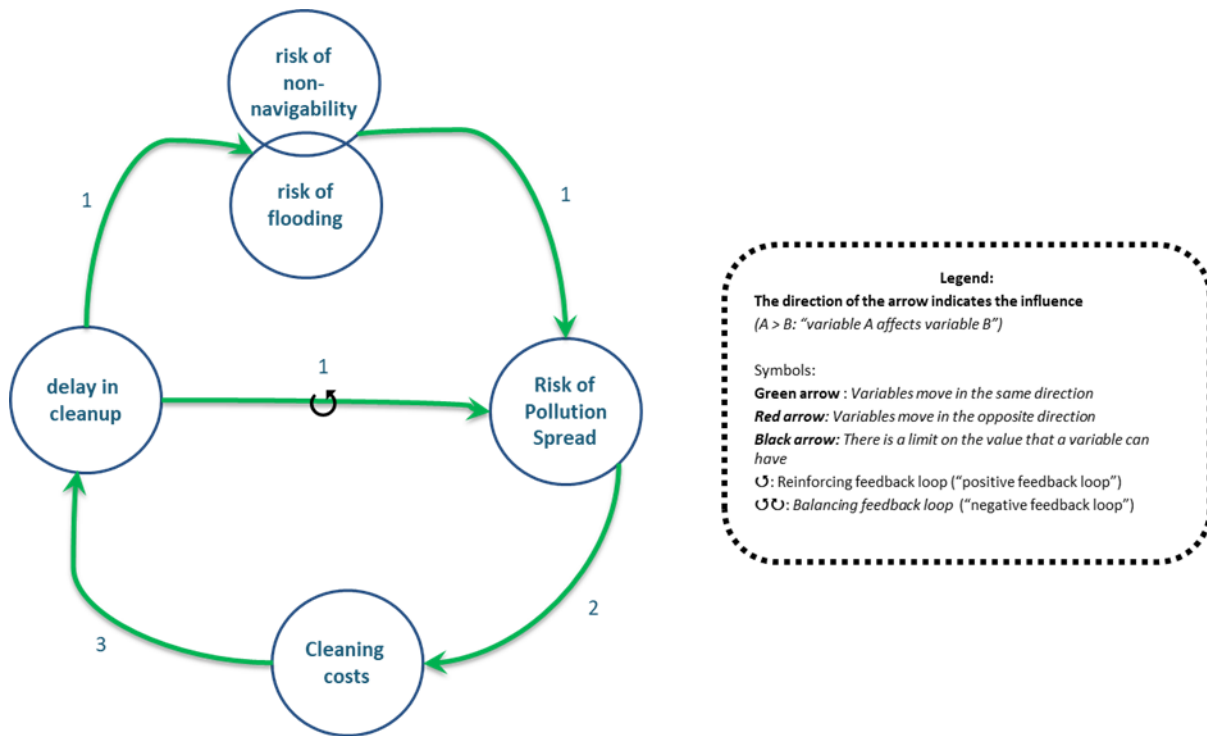 risk of
non-
navigability
risk of
flooding
1
1
delay in
cleanup
1
Risk of
Pollution
Spread
2
3
Cleaning
costs
Legend:
The direction of the arrow indicates the influence
(A > B: “variable A affects variable B”)
Symbols:
Green arrow : Variables move in the same direction
Red arrow: Variables move in the opposite direction
Black arrow: There is a limit on the value that a variable can
have
↺: Reinforcing feedback loop (“positive feedback loop”)
↺↻: Balancing feedback loop (“negative feedback loop”)